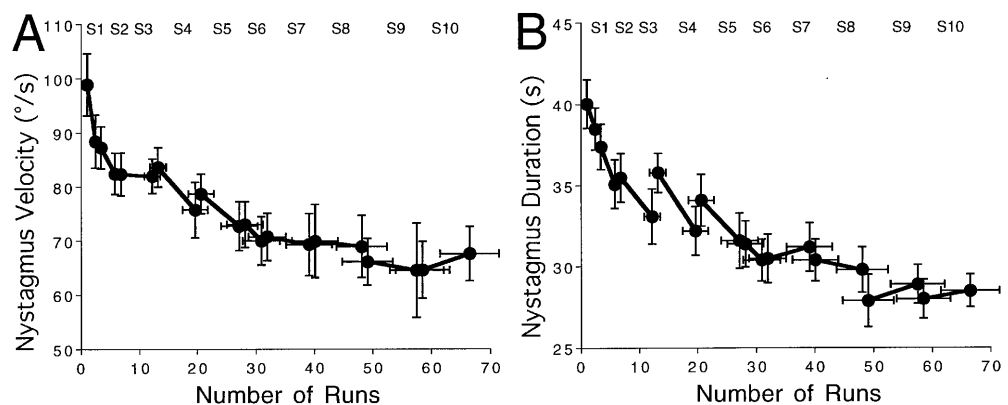 A
S1 S2 S3 S4 S5 S6 S7 S8 S9 S10
110
100
90
80
70
60
50
Nystagmus Velocity (°/s)
0 10 20 30 40 50 60 70
Number of Runs
B
S1 S2 S3 S4 S5 S6 S7 S8 S9 S10
45
40
35
30
25
Nystagmus Duration (s)
0 10 20 30 40 50 60 70
Number of Runs